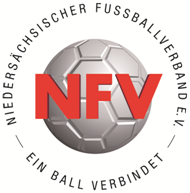 NIEDERSÄCHSISCHER FUSSBALLVERBAND E.V.
NFV
– EIN BALL VERBINDET –